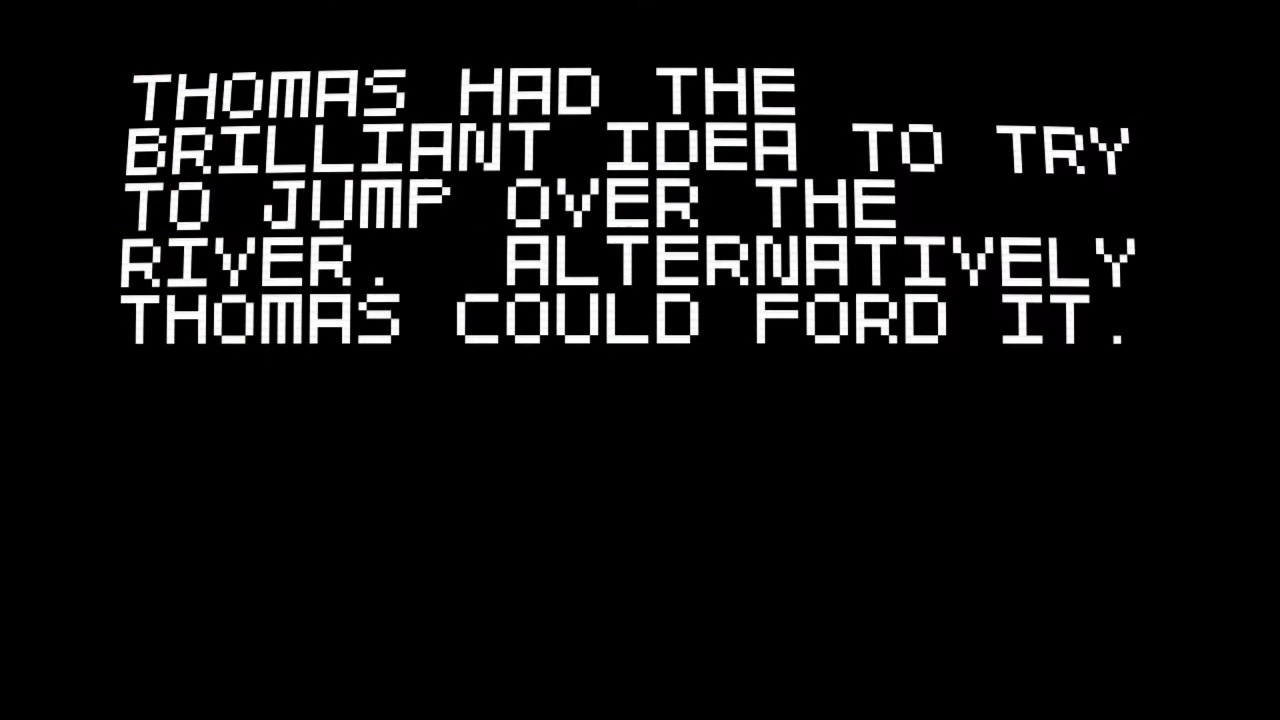 THOMAS HAD THE
BRILLIANT IDEA TO TRY
TO JUMP OVER THE
RIVER.  ALTERNATIVELY
THOMAS COULD FORD IT.